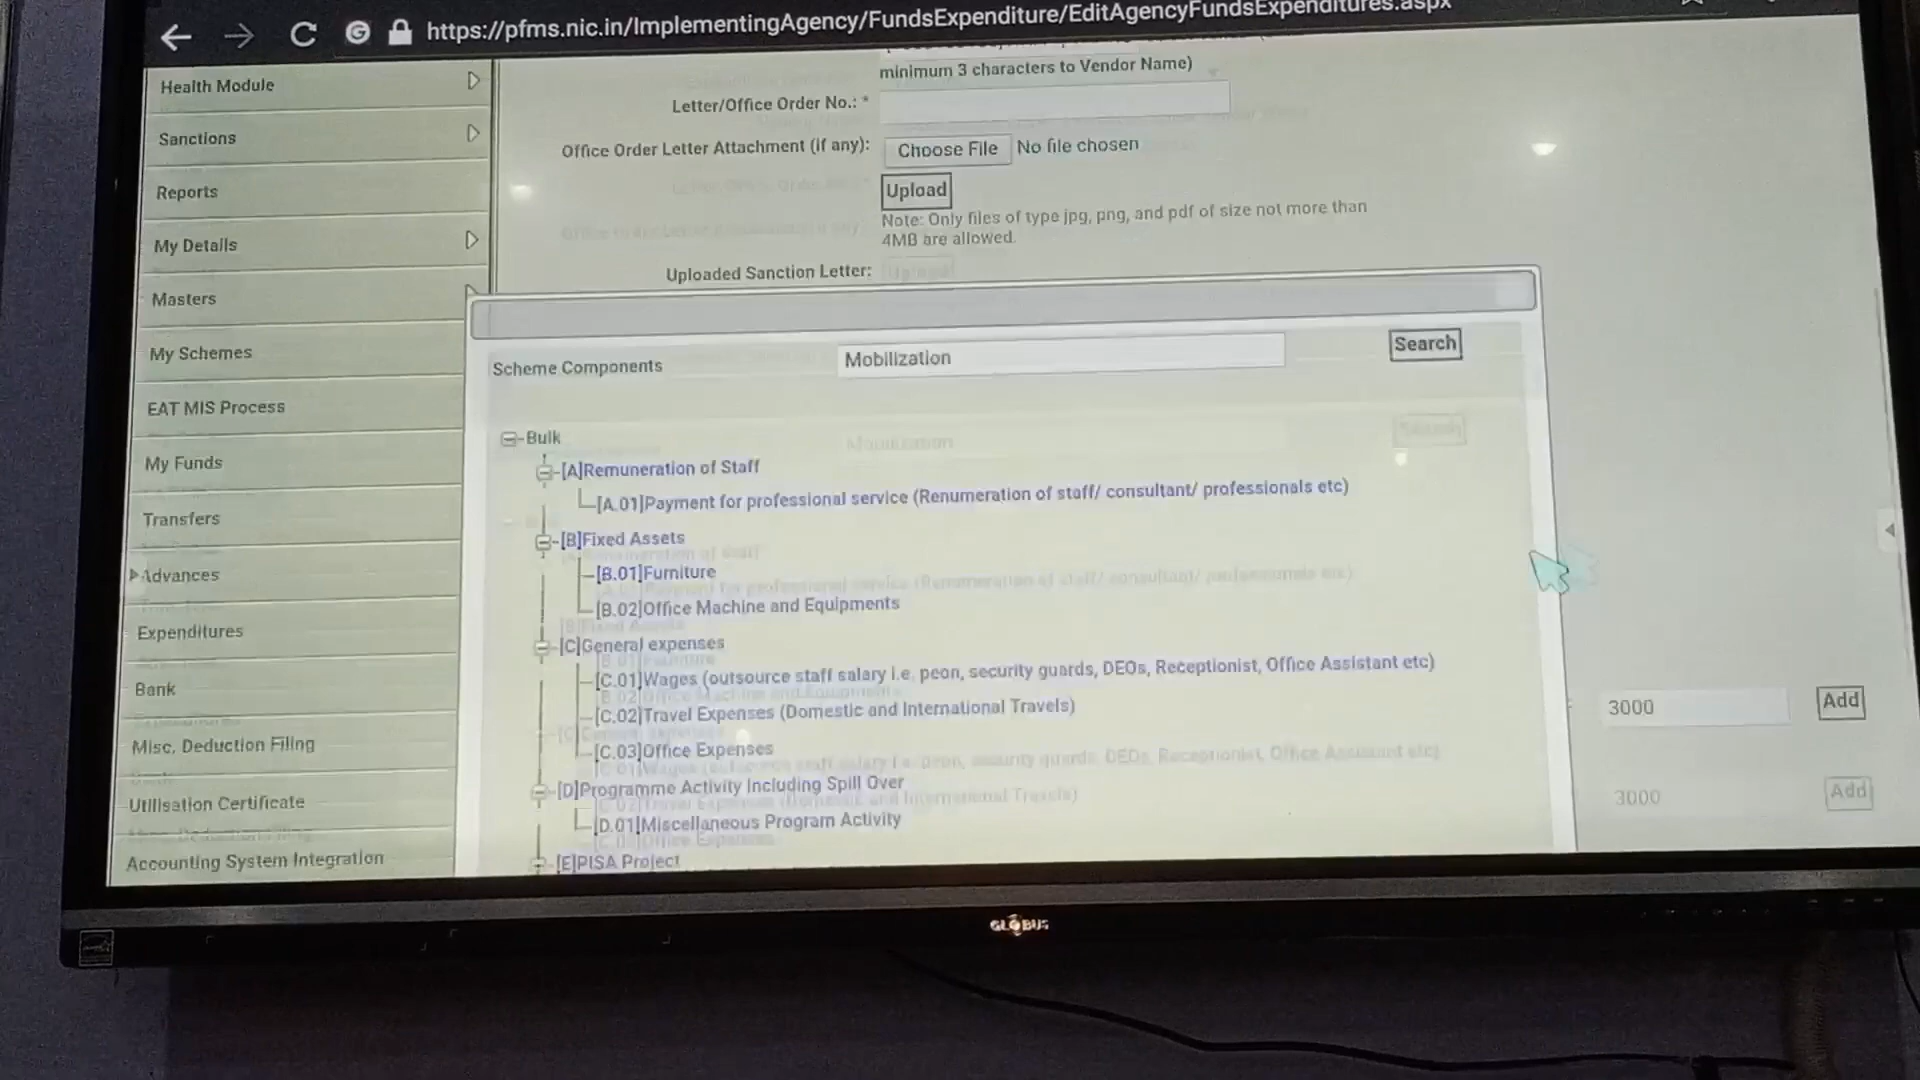 https://pfms.nic.in/ImplementingAgency/FundsExpenditure/EditAgencyFundsExpenditures.aspx
Health Module
Sanctions
Reports
My Details
Masters
My Schemes
EAT MIS Process
My Funds
Transfers
Advances
Expenditures
Bank
Misc. Deduction Filing
Utilisation Certificate
Accounting System Integration
minimum 3 characters to Vendor Name)
Letter/Office Order No.: *
Office Order Letter Attachment (if any): Choose File No file chosen
Upload
Note: Only files of type jpg, png, and pdf of size not more than
4MB are allowed.
Uploaded Sanction Letter:
Scheme Components Mobilization Search
Bulk
[A]Remuneration of Staff
[A.01]Payment for professional service (Renumeration of staff/ consultant/ professionals etc)
[B]Fixed Assets
[B.01]Furniture
[B.02]Office Machine and Equipments
[C]General expenses
[C.01]Wages (outsource staff salary i.e. peon, security guards, DEOs, Receptionist, Office Assistant etc)
[C.02]Travel Expenses (Domestic and International Travels)
[C.03]Office Expenses
[D]Programme Activity Including Spill Over
[D.01]Miscellaneous Program Activity
[E]PISA Project
3000 Add
3000 Add
GLOBUS